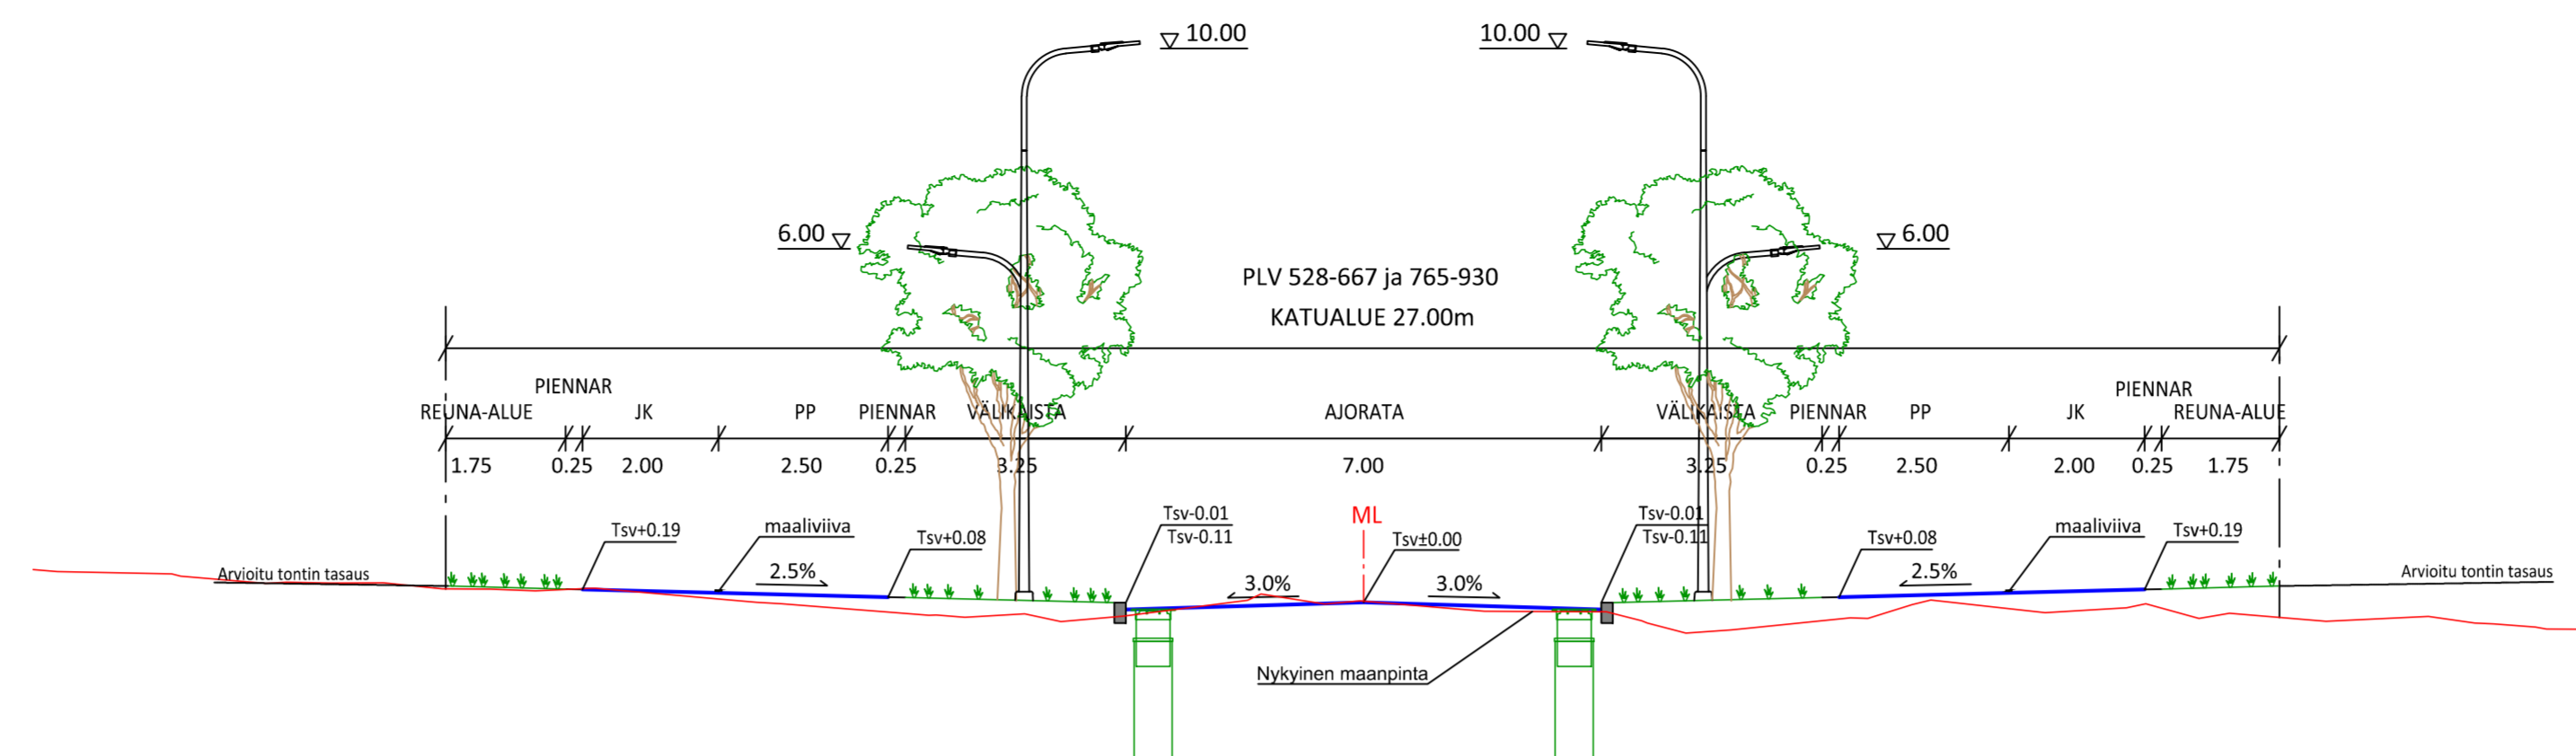 10.00
10.00
6.00
6.00
PLV 528-667 ja 765-930
KATUALUE 27.00m
PIENNAR
PIENNAR
REUNA-ALUE JK PP PIENNAR VÄLIKAISTA AJORATA VÄLIKAISTA PIENNAR PP JK REUNA-ALUE
1.75 0.25 2.00 2.50 0.25 3.25 7.00 3.25 0.25 2.50 2.00 0.25 1.75
Tsv+0.19
maaliviiva
Tsv+0.08
Tsv-0.01
Tsv-0.11
ML
Tsv±0.00
Tsv-0.01
Tsv-0.11
Tsv+0.08
maaliviiva
Tsv+0.19
Arvioitu tontin tasaus
2.5%
3.0%
3.0%
2.5%
Arvioitu tontin tasaus
Nykyinen maanpinta